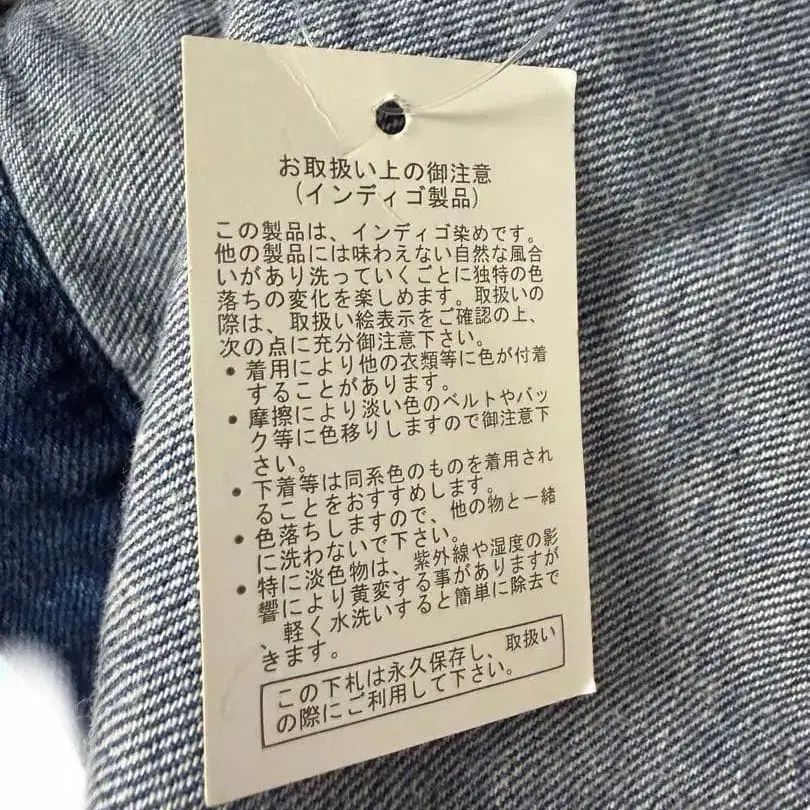 お取扱い上の御注意
（インディゴ製品）
この製品は、インディゴ染めです。
他の製品には味わえない自然な風合
いがあり洗っていくごとに独特の色
落ちの変化を楽しめます。取扱いの
際は、取扱い絵表示をご確認の上、
次の点に充分御注意下さい。
・着用により他の衣類等に色が付着
することがあります。
・摩擦により淡い色のベルトやバッ
ク等に色移りしますので御注意下
さい。
・下着等は同系色のものを着用され
ることをおすすめします。
・色落ちしますので、他の物と一緒
に洗わないで下さい。
・特に淡色物は、紫外線や湿度の影
響により黄変する事がありますが
、軽く水洗いすると簡単に除去で
きます。
この下札は永久保存し、取扱い
の際にご利用して下さい。